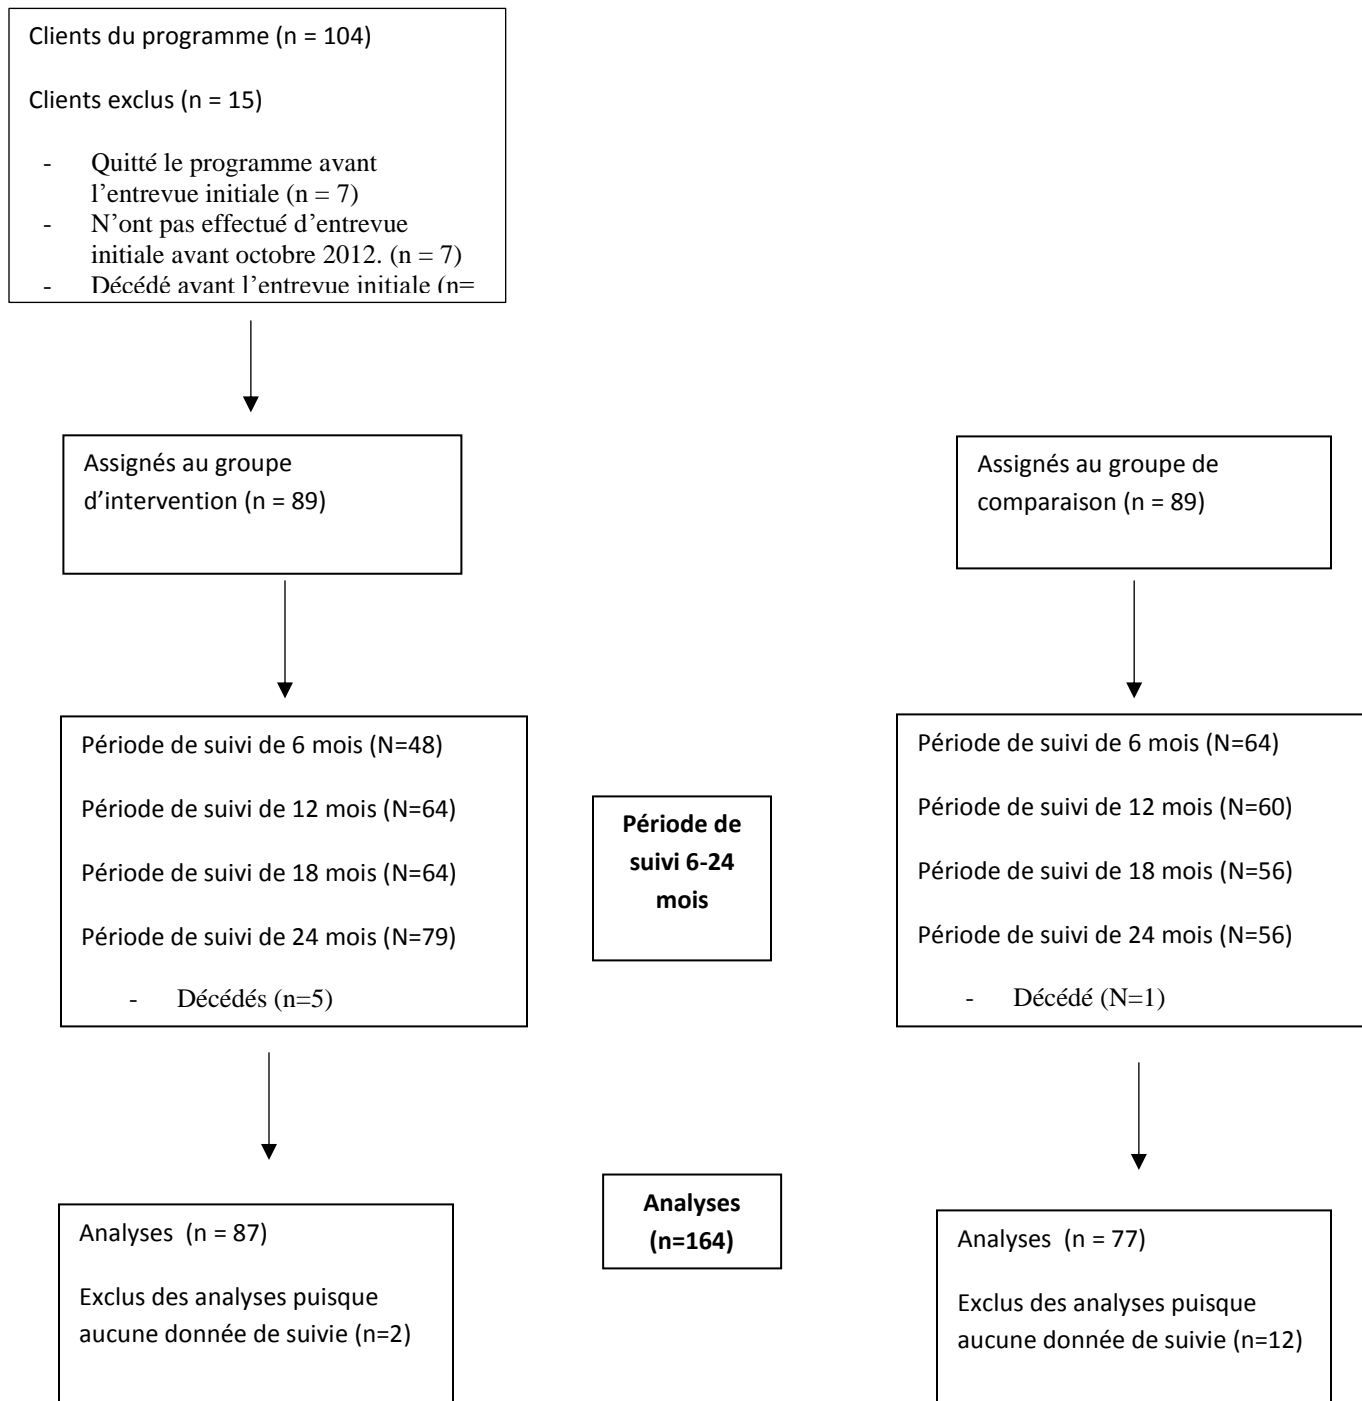 Clients du programme (n = 104)
Clients exclus (n = 15)
- Quitté le programme avant
l’entrevue initiale (n = 7)
- N’ont pas effectué d’entrevue
initiale avant octobre 2012. (n = 7)
- Décédé avant l’entrevue initiale (n=
Assignés au groupe
d’intervention (n = 89)
Assignés au groupe de
comparaison (n = 89)
Période de suivi de 6 mois (N=48)
Période de suivi de 12 mois (N=64)
Période de suivi de 18 mois (N=64)
Période de suivi de 24 mois (N=79)
- Décédés (n=5)
Période de
suivi 6-24
mois
Période de suivi de 6 mois (N=64)
Période de suivi de 12 mois (N=60)
Période de suivi de 18 mois (N=56)
Période de suivi de 24 mois (N=56)
- Décédé (N=1)
Analyses (n = 87)
Exclus des analyses puisque
aucune donnée de suivie (n=2)
Analyses
(n=164)
Analyses (n = 77)
Exclus des analyses puisque
aucune donnée de suivie (n=12)